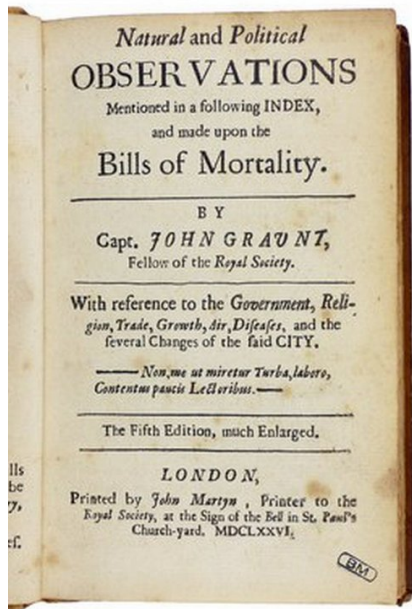 Natural and Political
OBSERVATIONS
Mentioned in a following INDEX,
and made upon the
Bills of Mortality.
BY
Capt. JOHN GRAUNT,
Fellow of the Royal Society.
With reference to the Government, Reli-
gion, Trade, Growth, Air, Diſeaſes, and the
ſeveral Changes of the ſaid CITY.
—— Non, me ut miretur Turba, laboro,
Contentus paucis Lectoribus. ——
The Fifth Edition, much Enlarged.
LONDON,
Printed by John Martyn, Printer to the
Royal Society, at the Sign of the Bell in St. Paul's
Church-yard. MDCLXXVI.
BM